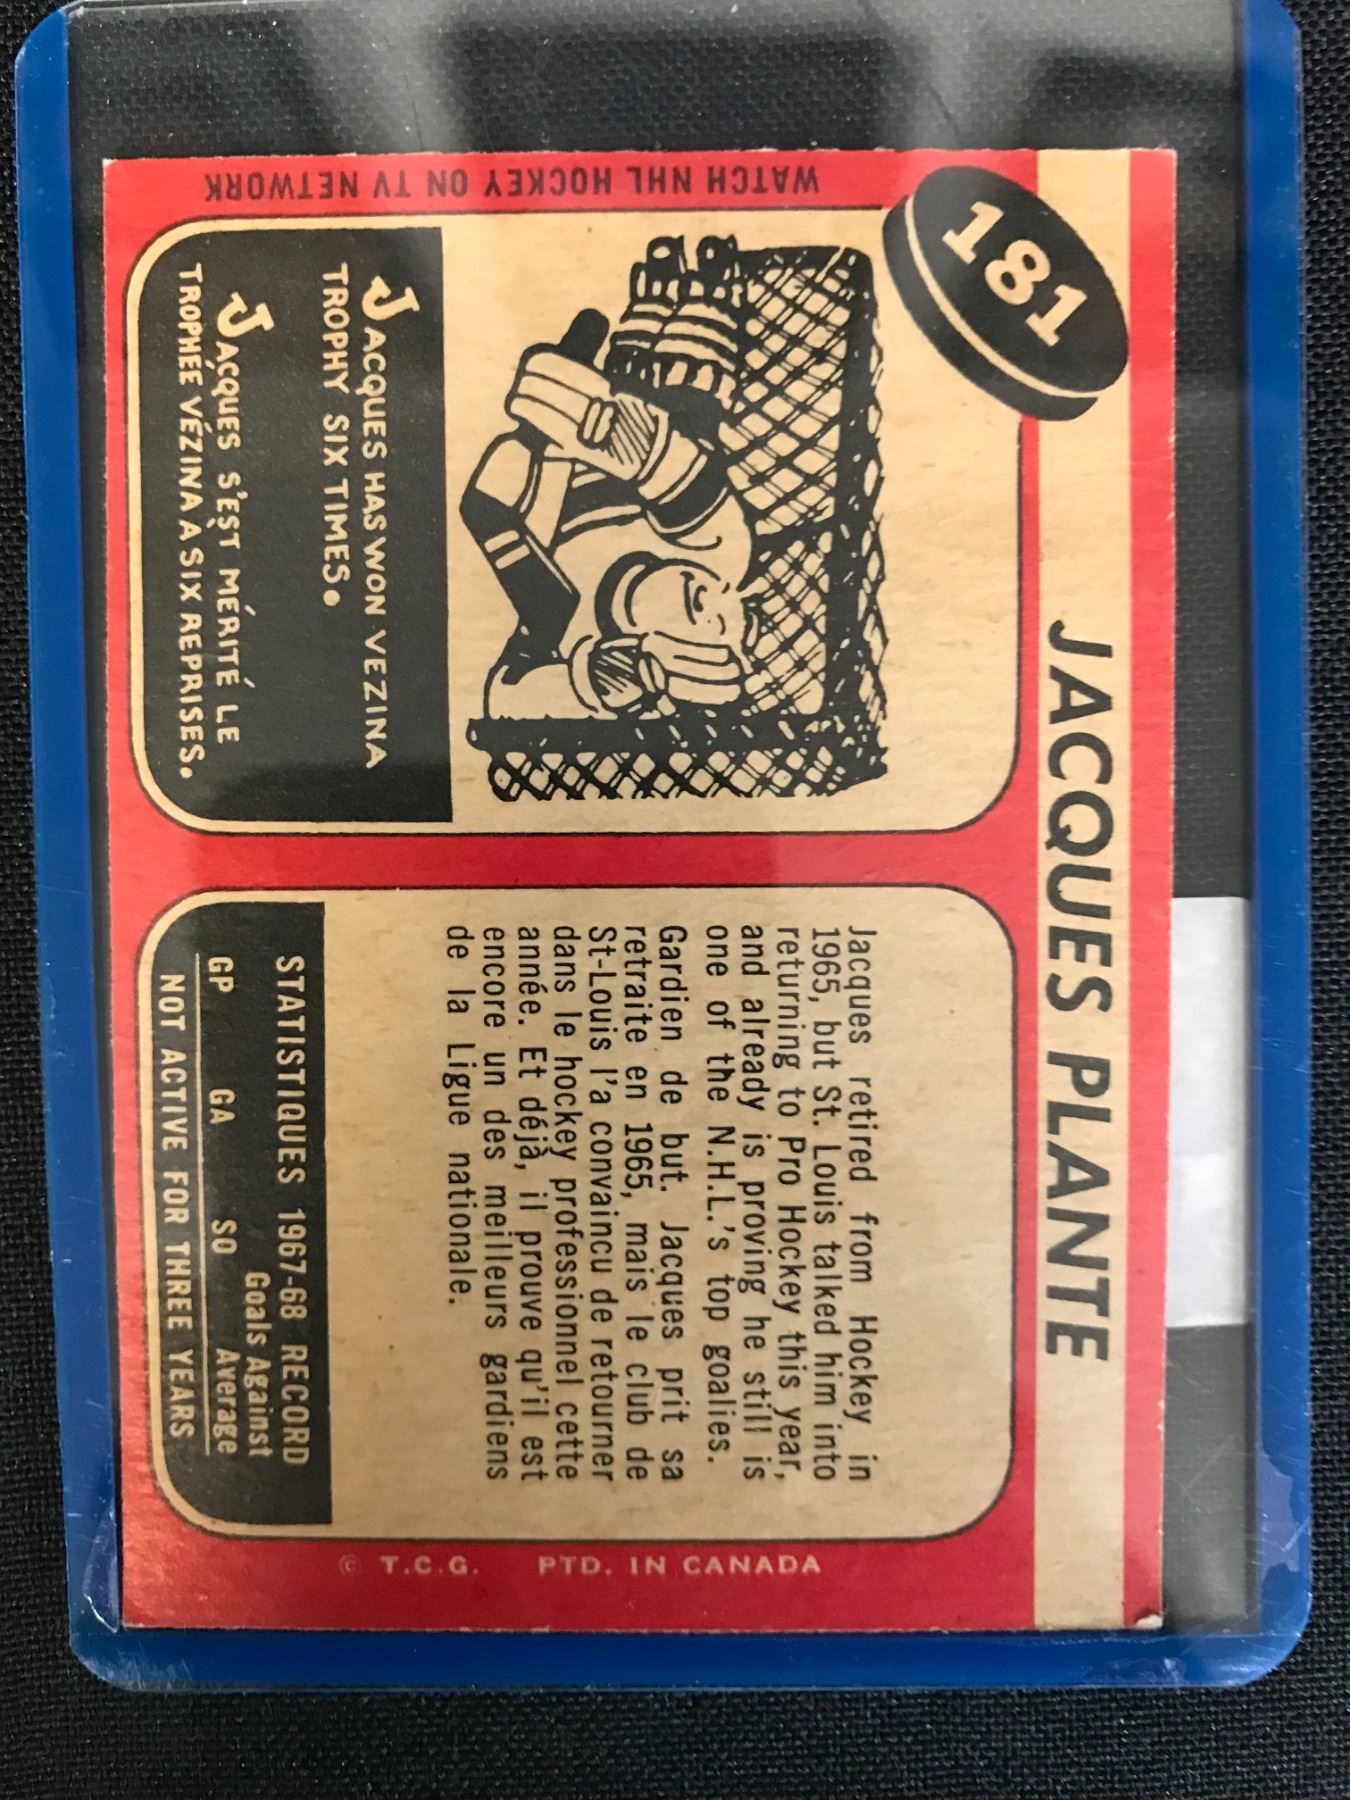 181
JACQUES PLANTE
WATCH NHL HOCKEY ON TV NETWORK
JACQUES HAS WON VEZINA
TROPHY SIX TIMES.
JACQUES S'EST MÉRITÉ LE
TROPHÉE VÉZINA A SIX REPRISES.
Jacques retired from Hockey in
1965, but St. Louis talked him into
returning to Pro Hockey this year,
and already is proving he still is
one of the N.H.L.'s top goalies.
Gardien de but. Jacques prit sa
retraite en 1965, mais le club de
St-Louis l'a convaincu de retourner
dans le hockey professionnel cette
année. Et déjà, il prouve qu'il est
encore un des meilleurs gardiens
de la Ligue nationale.
STATISTIQUES 1967-68 RECORD
Goals Against
GP GA SO Average
NOT ACTIVE FOR THREE YEARS
© T.C.G. PTD. IN CANADA